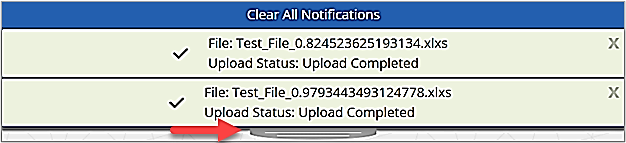 Clear All Notifications
File: Test_File_0.824523625193134.xlxs
X
Upload Status: Upload Completed
File: Test_File_0.9793443493124778.xlxs
X
Upload Status: Upload Completed